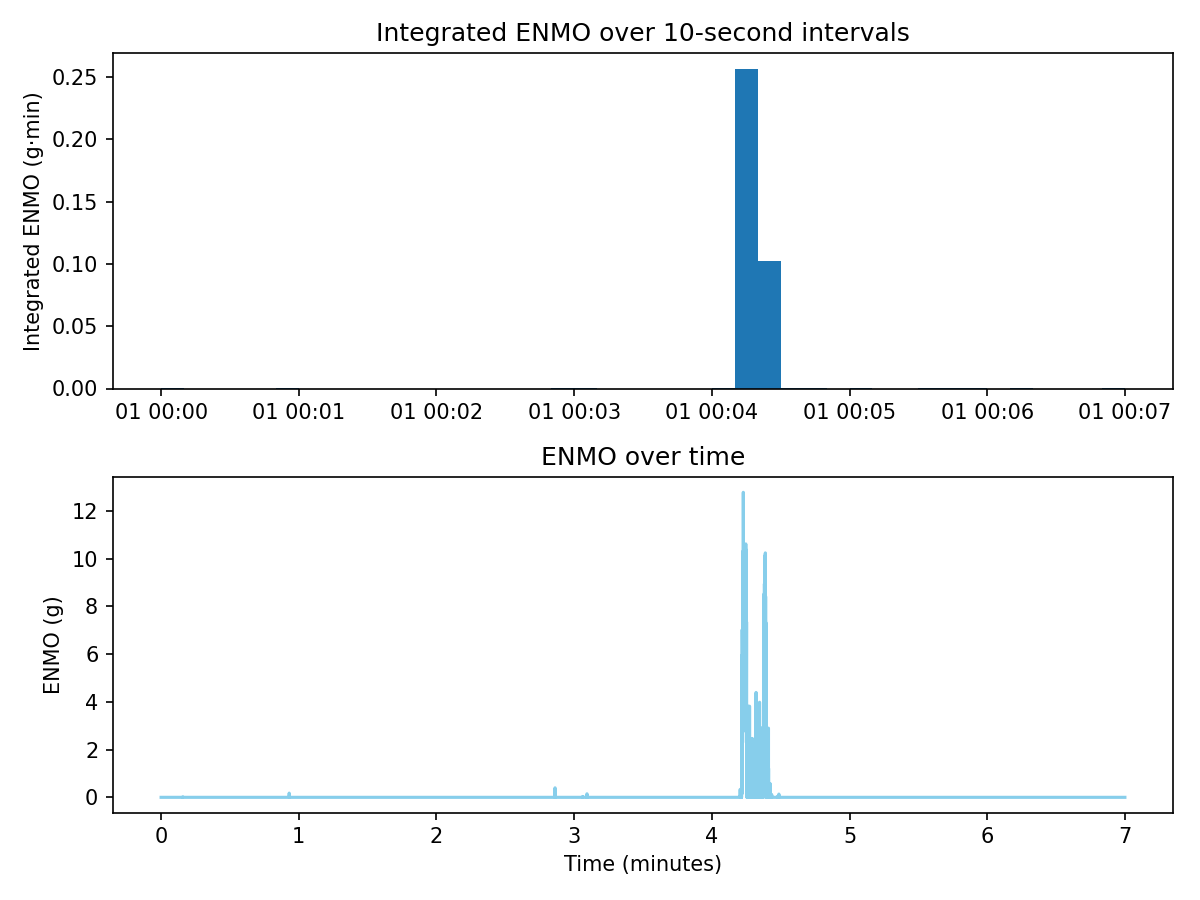 Integrated ENMO over 10-second intervals
Integrated ENMO (g·min)
0.25
0.20
0.15
0.10
0.05
0.00
01 00:00 01 00:01 01 00:02 01 00:03 01 00:04 01 00:05 01 00:06 01 00:07
ENMO over time
ENMO (g)
12
10
8
6
4
2
0
0 1 2 3 4 5 6 7
Time (minutes)